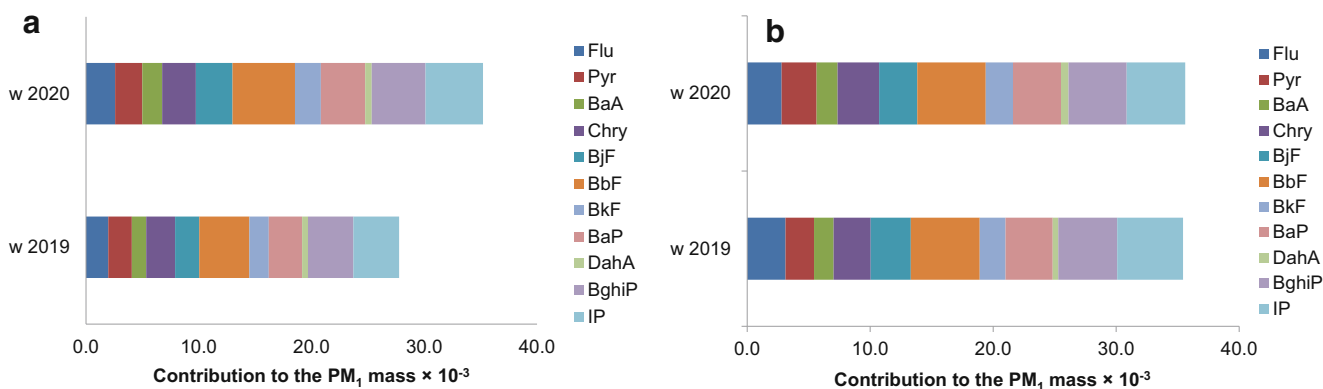 a
w 2020
w 2019
0.0 10.0 20.0 30.0 40.0
Contribution to the PM₁ mass × 10⁻³
Flu
Pyr
BaA
Chry
BjF
BbF
BkF
BaP
DahA
BghiP
IP
b
w 2020
w 2019
0.0 10.0 20.0 30.0 40.0
Contribution to the PM₁ mass × 10⁻³
Flu
Pyr
BaA
Chry
BjF
BbF
BkF
BaP
DahA
BghiP
IP